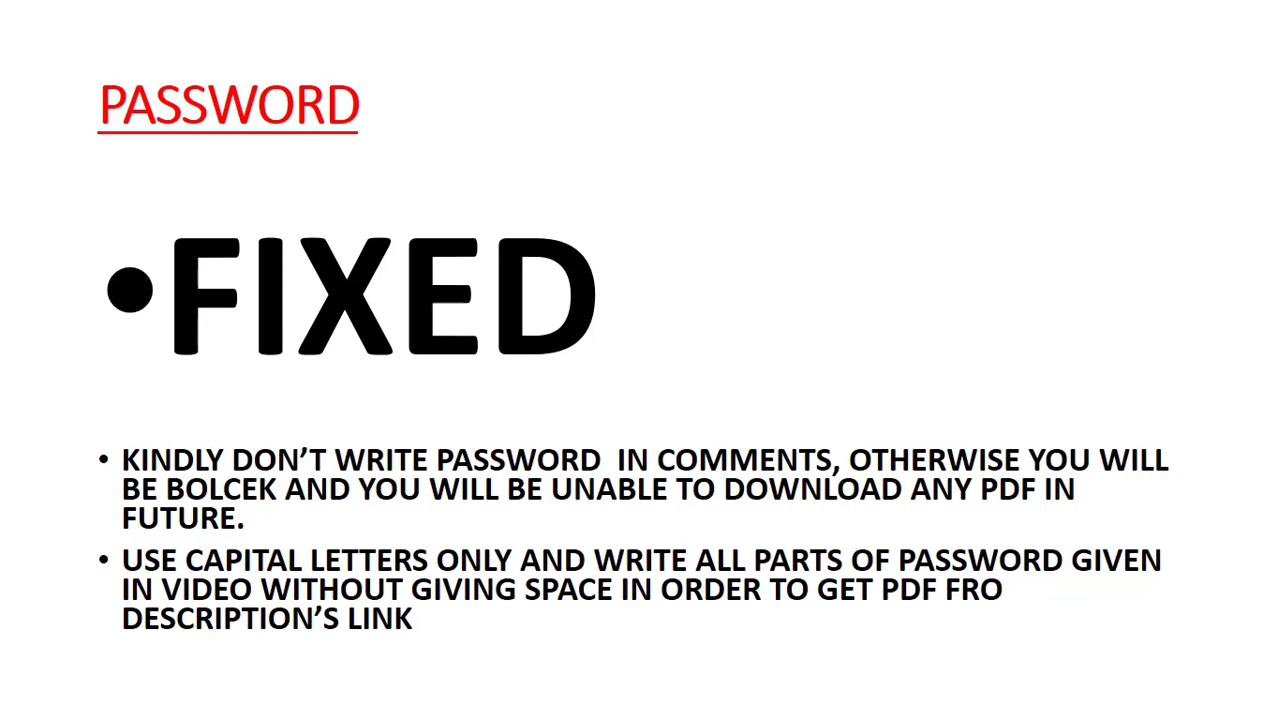 PASSWORD
•FIXED
• KINDLY DON’T WRITE PASSWORD  IN COMMENTS, OTHERWISE YOU WILL
BE BOLCEK AND YOU WILL BE UNABLE TO DOWNLOAD ANY PDF IN
FUTURE.
• USE CAPITAL LETTERS ONLY AND WRITE ALL PARTS OF PASSWORD GIVEN
IN VIDEO WITHOUT GIVING SPACE IN ORDER TO GET PDF FRO
DESCRIPTION’S LINK